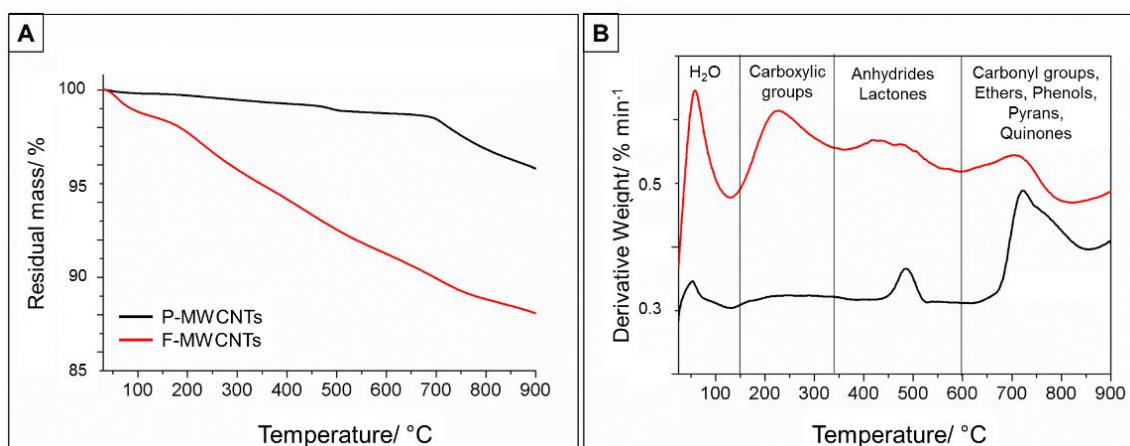 A
100
95
90
85
Residual mass/ %
P-MWCNTs
F-MWCNTs
100 200 300 400 500 600 700 800 900
Temperature/ °C
B
H₂O
Carboxylic
groups
Anhydrides
Lactones
Carbonyl groups,
Ethers, Phenols,
Pyrans,
Quinones
0.5
0.3
Derivative Weight/ % min⁻¹
100 200 300 400 500 600 700 800 900
Temperature/ °C